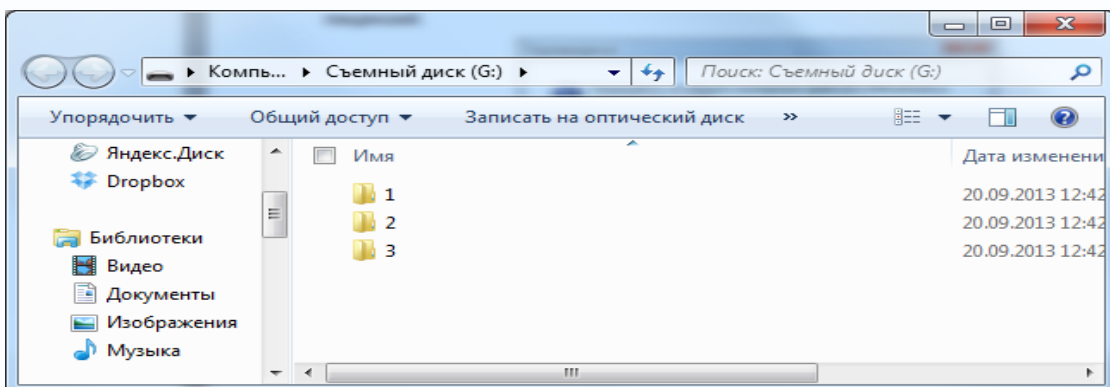 Компь... Съемный диск (G:) Поиск: Съемный диск (G:)
Упорядочить Общий доступ Записать на оптический диск »
Яндекс.Диск
Dropbox
Библиотеки
Видео
Документы
Изображения
Музыка
Имя Дата изменени
1 20.09.2013 12:42
2 20.09.2013 12:42
3 20.09.2013 12:42